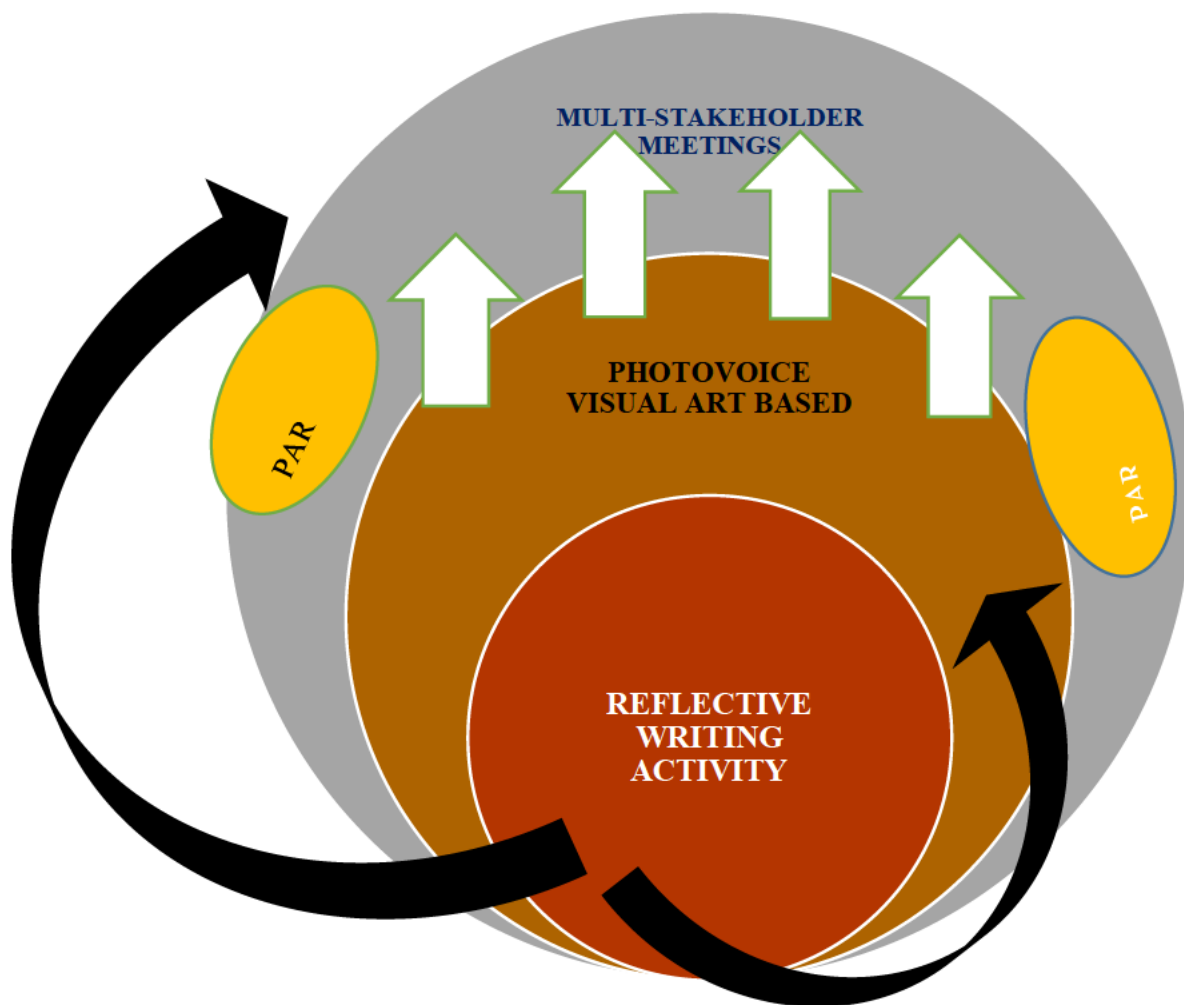 MULTI-STAKEHOLDER
MEETINGS
PHOTOVOICE
VISUAL ART BASED
PAR
PAR
REFLECTIVE
WRITING
ACTIVITY